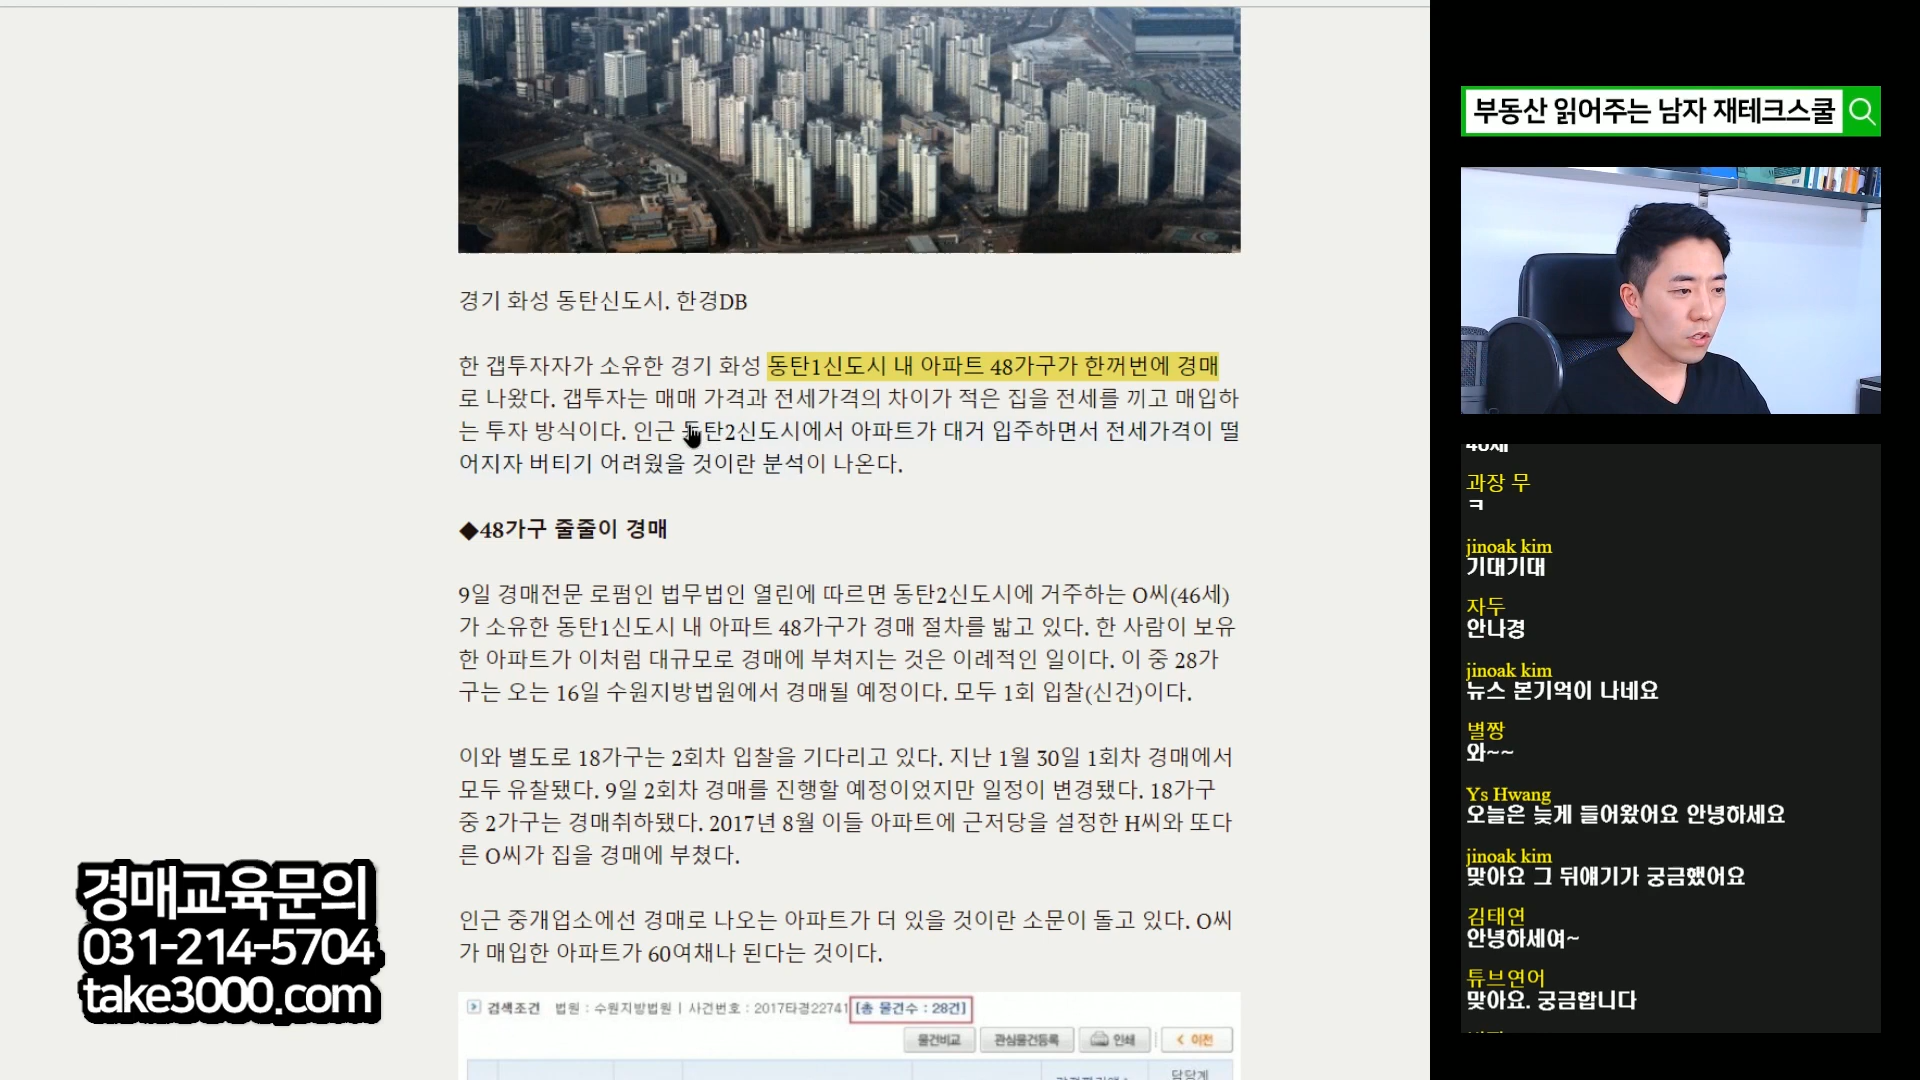 경기 화성 동탄신도시. 한경DB
한 갭투자자가 소유한 경기 화성 동탄1신도시 내 아파트 48가구가 한꺼번에 경매
로 나왔다. 갭투자는 매매 가격과 전세가격의 차이가 적은 집을 전세를 끼고 매입하
는 투자 방식이다. 인근 동탄2신도시에서 아파트가 대거 입주하면서 전세가격이 떨
어지자 버티기 어려웠을 것이란 분석이 나온다.
◆48가구 줄줄이 경매
9일 경매전문 로펌인 법무법인 열린에 따르면 동탄2신도시에 거주하는 O씨(46세)
가 소유한 동탄1신도시 내 아파트 48가구가 경매 절차를 밟고 있다. 한 사람이 보유
한 아파트가 이처럼 대규모로 경매에 부쳐지는 것은 이례적인 일이다. 이 중 28가
구는 오는 16일 수원지방법원에서 경매될 예정이다. 모두 1회 입찰(신건)이다.
이와 별도로 18가구는 2회차 입찰을 기다리고 있다. 지난 1월 30일 1회차 경매에서
모두 유찰됐다. 9일 2회차 경매를 진행할 예정이었지만 일정이 변경됐다. 18가구
중 2가구는 경매취하됐다. 2017년 8월 이들 아파트에 근저당을 설정한 H씨와 또다
른 O씨가 집을 경매에 부쳤다.
인근 중개업소에선 경매로 나오는 아파트가 더 있을 것이란 소문이 돌고 있다. O씨
가 매입한 아파트가 60여채나 된다는 것이다.
검색조건 법원 : 수원지방법원 | 사건번호 : 2017타경22741 [총 물건수 : 28건]
물건비교 관심물건등록 인쇄 < 이전
담당계
경매교육문의
031-214-5704
take3000.com
부동산 읽어주는 남자 재테크스쿨
과장 무
ㅋ
jinoak kim
기대기대
자두
안나경
jinoak kim
뉴스 본기억이 나네요
별짱
와~~
Ys Hwang
오늘은 늦게 들어왔어요 안녕하세요
jinoak kim
맞아요 그 뒤얘기가 궁금했어요
김태연
안녕하세여~
튜브연어
맞아요. 궁금합니다